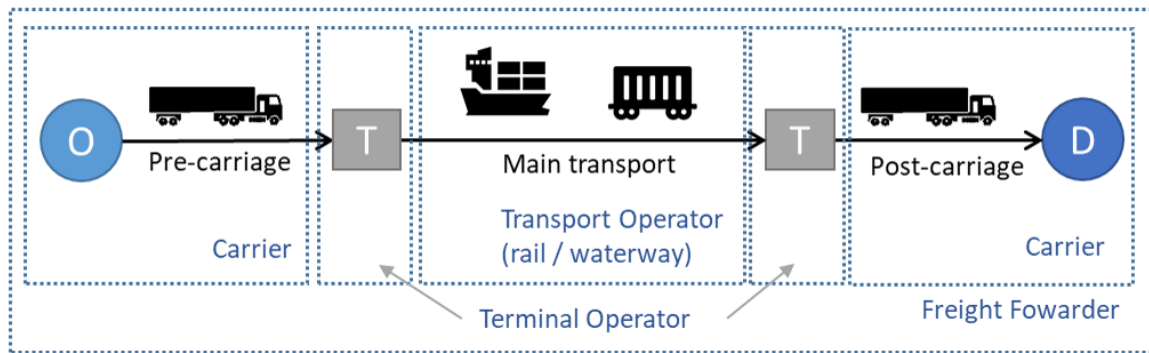 O
Pre-carriage
T
Main transport
T
Post-carriage
D
Carrier
Transport Operator
(rail / waterway)
Carrier
Terminal Operator
Freight Fowarder